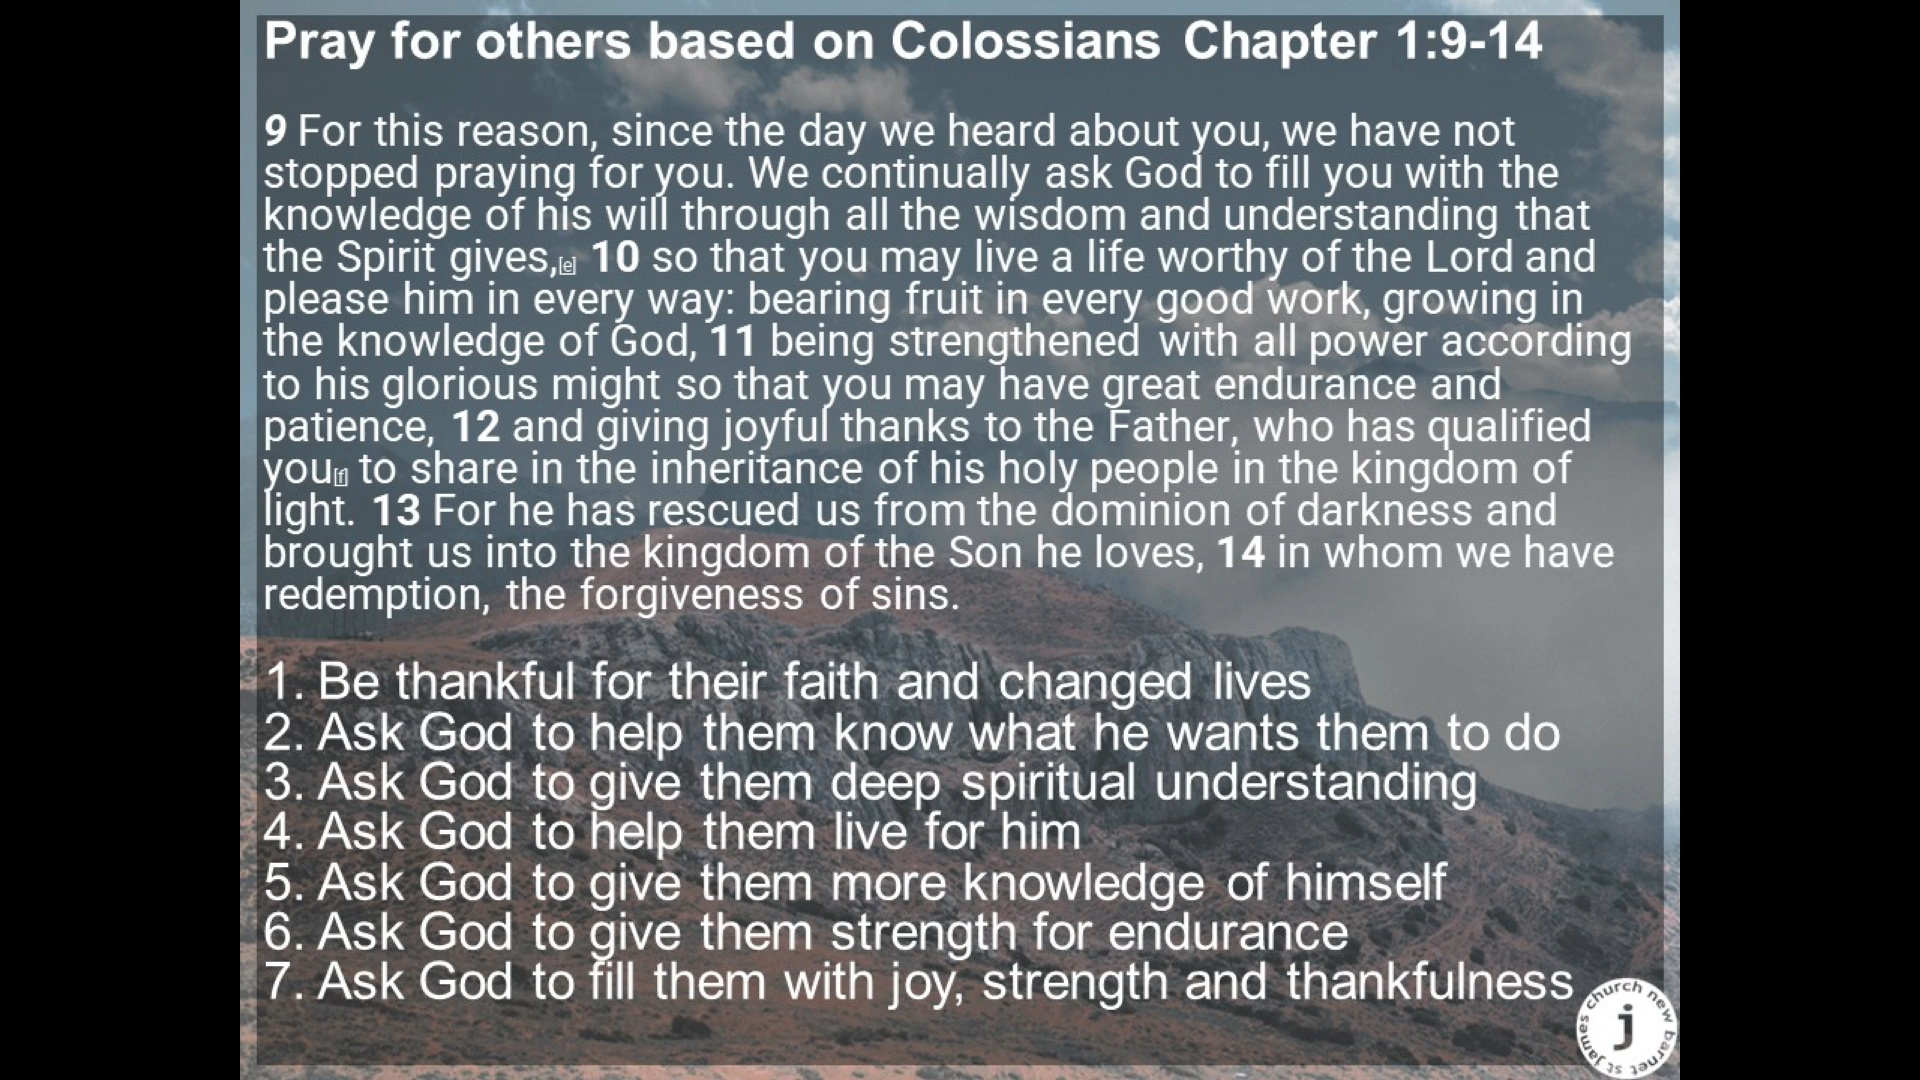 Pray for others based on Colossians Chapter 1:9-14
9 For this reason, since the day we heard about you, we have not
stopped praying for you. We continually ask God to fill you with the
knowledge of his will through all the wisdom and understanding that
the Spirit gives,[e] 10 so that you may live a life worthy of the Lord and
please him in every way: bearing fruit in every good work, growing in
the knowledge of God, 11 being strengthened with all power according
to his glorious might so that you may have great endurance and
patience, 12 and giving joyful thanks to the Father, who has qualified
you[f] to share in the inheritance of his holy people in the kingdom of
light. 13 For he has rescued us from the dominion of darkness and
brought us into the kingdom of the Son he loves, 14 in whom we have
redemption, the forgiveness of sins.
1. Be thankful for their faith and changed lives
2. Ask God to help them know what he wants them to do
3. Ask God to give them deep spiritual understanding
4. Ask God to help them live for him
5. Ask God to give them more knowledge of himself
6. Ask God to give them strength for endurance
7. Ask God to fill them with joy, strength and thankfulness
st james church new barnet
j